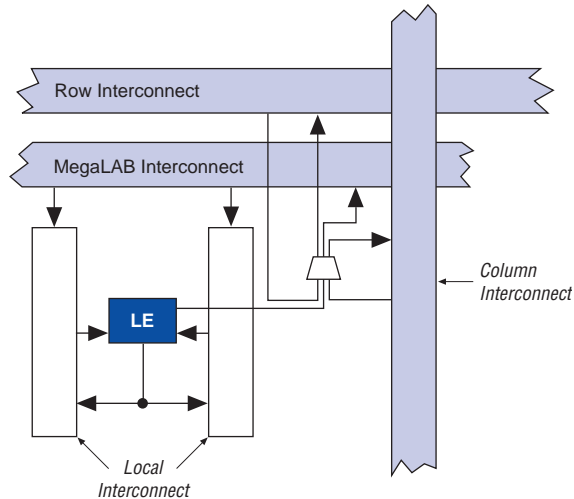 Row Interconnect
MegaLAB Interconnect
Column
Interconnect
LE
Local
Interconnect